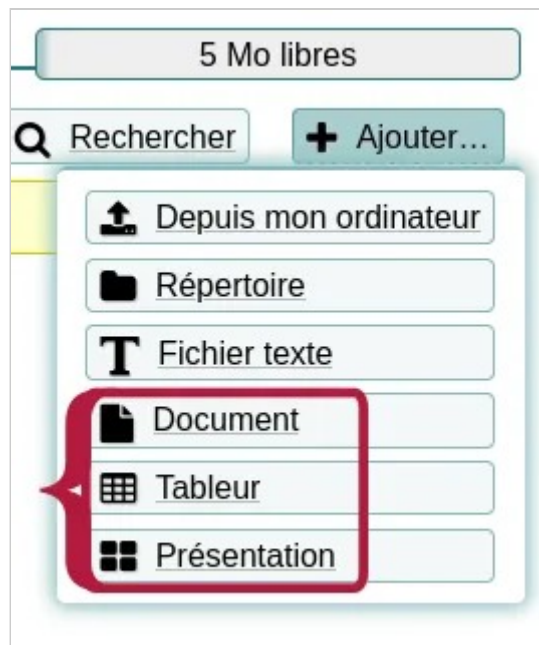 5 Mo libres
Rechercher
Ajouter…
Depuis mon ordinateur
Répertoire
Fichier texte
Document
Tableur
Présentation